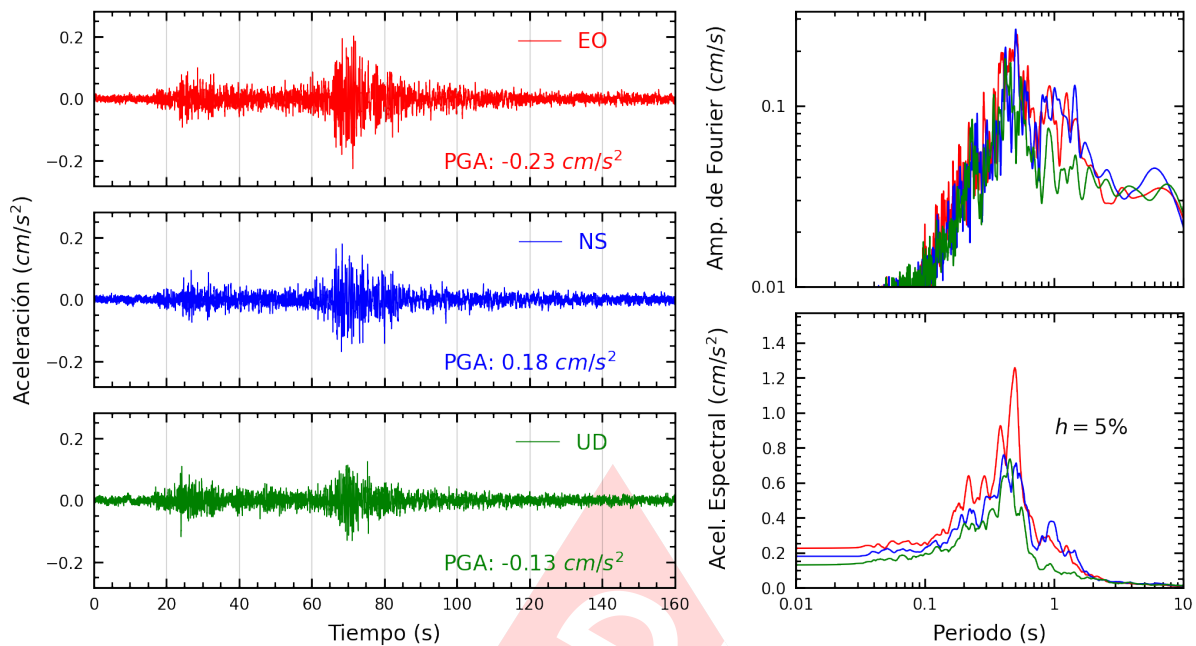 Aceleración (cm/s²)
0.2
0.0
−0.2
EO
PGA: -0.23 cm/s²
0.2
0.0
−0.2
NS
PGA: 0.18 cm/s²
0.2
0.0
−0.2
UD
PGA: -0.13 cm/s²
0 20 40 60 80 100 120 140 160
Tiempo (s)
Amp. de Fourier (cm/s)
0.1
0.01
Acel. Espectral (cm/s²)
1.4
1.2
1.0
0.8
0.6
0.4
0.2
0.0
h = 5%
0.01 0.1 1 10
Periodo (s)